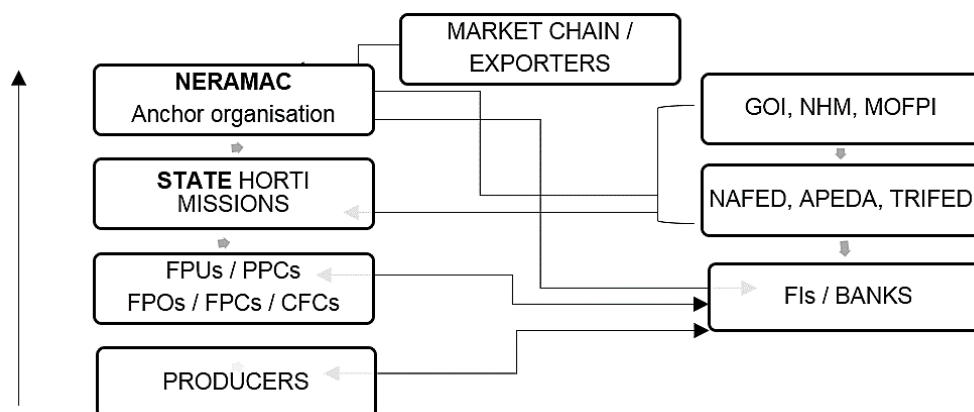 MARKET CHAIN /
EXPORTERS
NERAMAC
Anchor organisation
GOI, NHM, MOFPI
STATE HORTI
MISSIONS
NAFED, APEDA, TRIFED
FPUs / PPCs
FPOs / FPCs / CFCs
FIs / BANKS
PRODUCERS